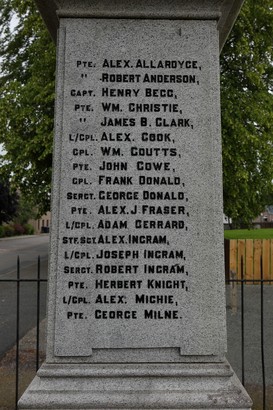 PTE. ALEX. ALLARDYCE,
" ROBERT ANDERSON,
CAPT. HENRY BEGG,
PTE. WM. CHRISTIE,
" JAMES B. CLARK,
L/CPL. ALEX. COOK,
CPL. WM. COUTTS,
PTE. JOHN COWE,
CPL. FRANK DONALD,
SERGT. GEORGE DONALD,
PTE. ALEX. J. FRASER,
L/CPL. ADAM GERRARD,
STF. SGT. ALEX. INGRAM,
L/CPL. JOSEPH INGRAM,
SERGT. ROBERT INGRAM,
PTE. HERBERT KNIGHT,
L/CPL. ALEX. MICHIE,
PTE. GEORGE MILNE.